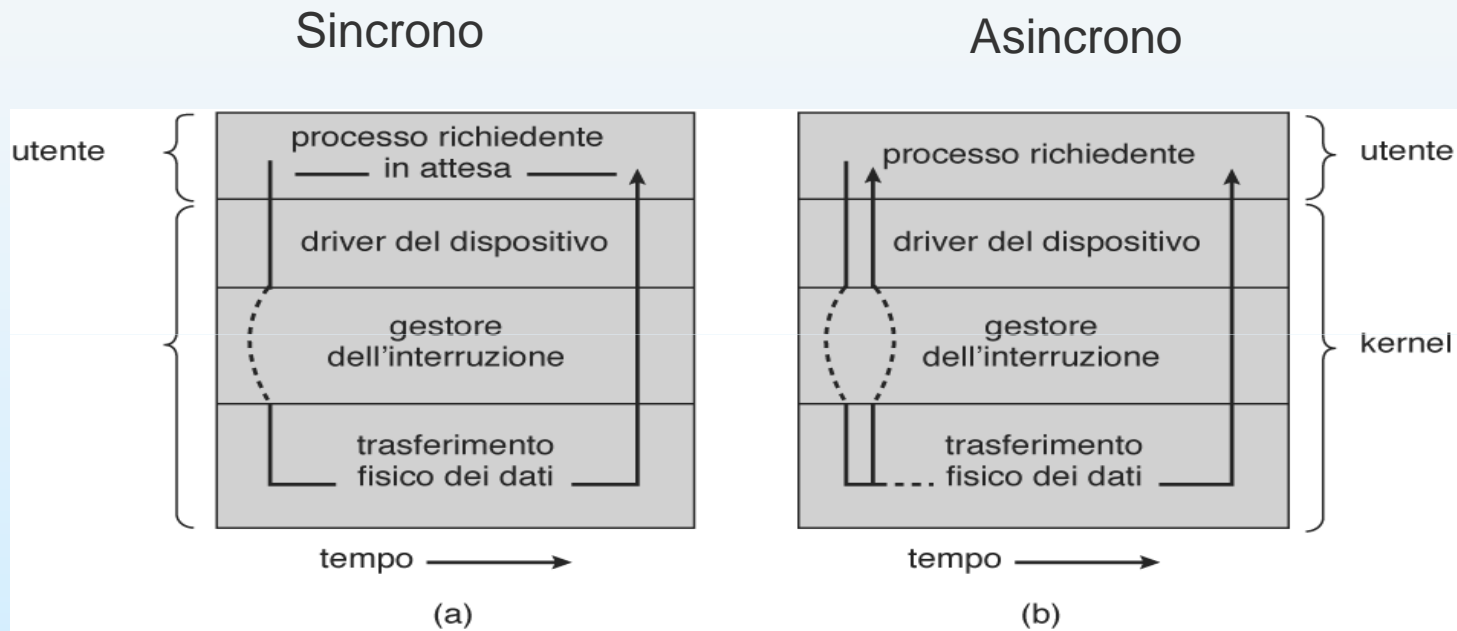 Sincrono
Asincrono
utente
processo richiedente
in attesa
driver del dispositivo
gestore
dell'interruzione
trasferimento
fisico dei dati
tempo
(a)
processo richiedente
utente
driver del dispositivo
gestore
dell'interruzione
kernel
trasferimento
fisico dei dati
tempo
(b)